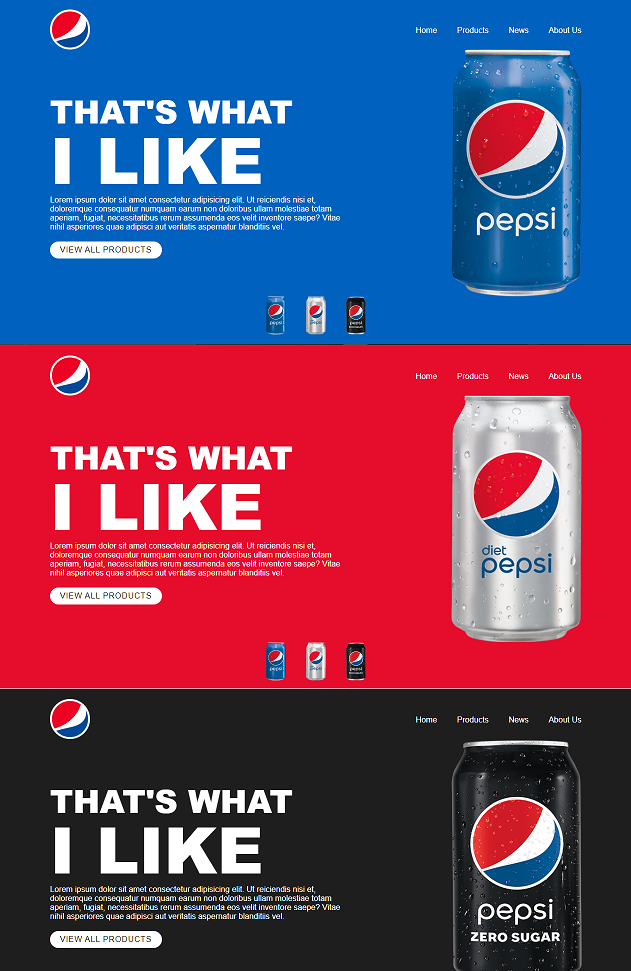 Home Products News About Us
THAT'S WHAT
I LIKE
Lorem ipsum dolor sit amet consectetur adipisicing elit. Ut reiciendis nisi et,
doloremque consequatur numquam earum non doloribus ullam molestiae totam
aperiam, fugiat, necessitatibus rerum assumenda eos velit inventore saepe? Vitae
nihil asperiores quae adipisci aut veritatis aspernatur blanditiis vel.
VIEW ALL PRODUCTS
pepsi
pepsi
Home Products News About Us
THAT'S WHAT
I LIKE
Lorem ipsum dolor sit amet consectetur adipisicing elit. Ut reiciendis nisi et,
doloremque consequatur numquam earum non doloribus ullam molestiae totam
aperiam, fugiat, necessitatibus rerum assumenda eos velit inventore saepe? Vitae
nihil asperiores quae adipisci aut veritatis aspernatur blanditiis vel.
VIEW ALL PRODUCTS
diet
pepsi
pepsi
Home Products News About Us
THAT'S WHAT
I LIKE
Lorem ipsum dolor sit amet consectetur adipisicing elit. Ut reiciendis nisi et,
doloremque consequatur numquam earum non doloribus ullam molestiae totam
aperiam, fugiat, necessitatibus rerum assumenda eos velit inventore saepe? Vitae
nihil asperiores quae adipisci aut veritatis aspernatur blanditiis vel.
VIEW ALL PRODUCTS
pepsi
ZERO SUGAR